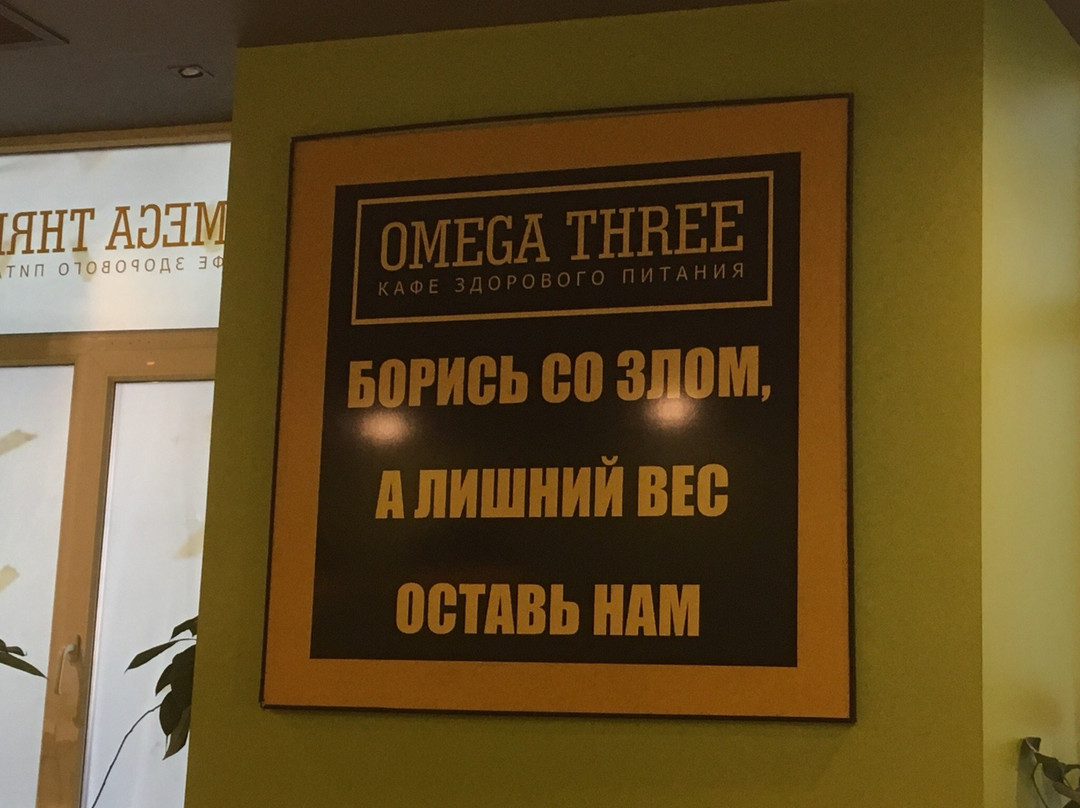 OMEGA THREE
КАФЕ ЗДОРОВОГО ПИТАНИЯ
БОРИСЬ СО ЗЛОМ,
А ЛИШНИЙ ВЕС
ОСТАВЬ НАМ